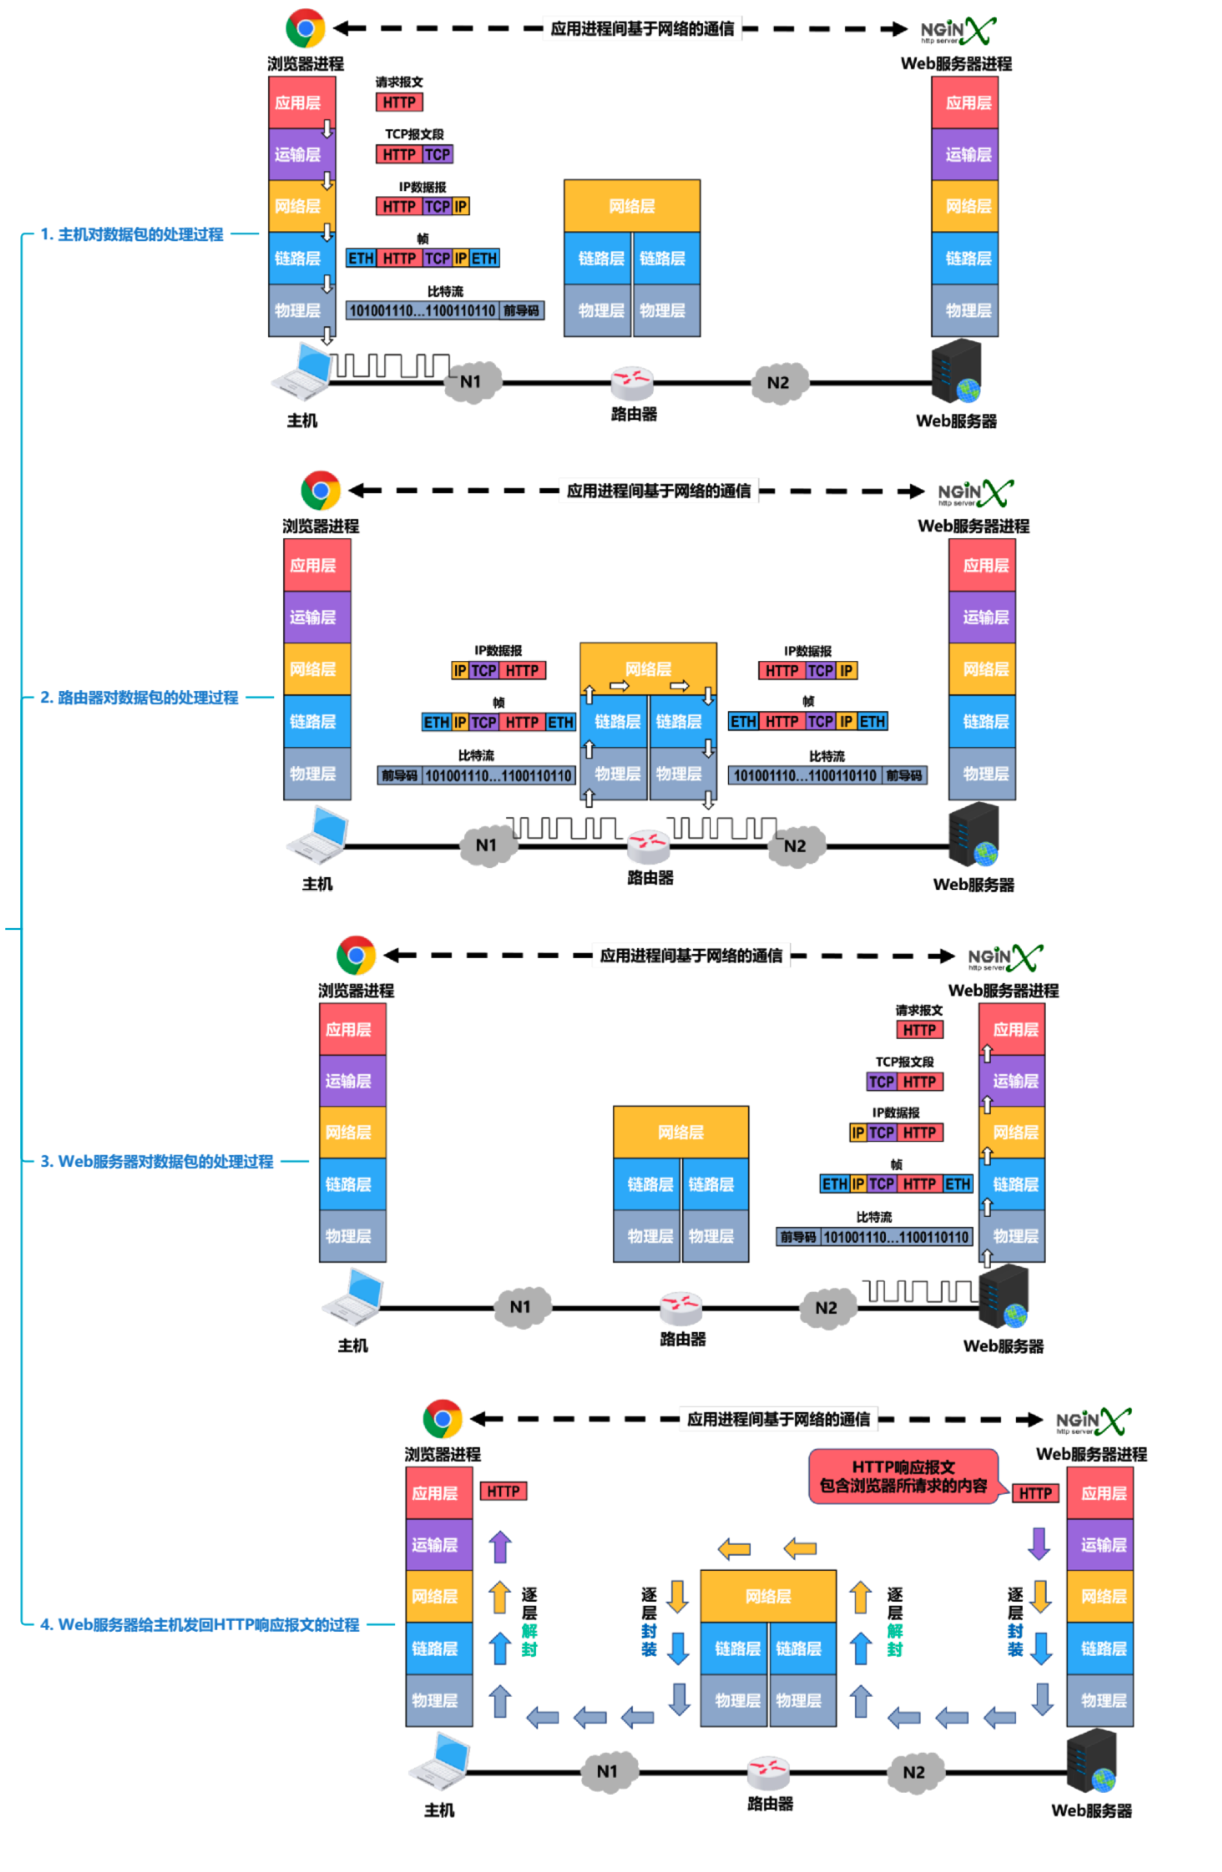 应用进程间基于网络的通信
NGiNX
http server
浏览器进程
Web服务器进程
应用层
请求报文
HTTP
应用层
运输层
TCP报文段
HTTP TCP
运输层
网络层
IP数据报
HTTP TCP IP
网络层
网络层
1. 主机对数据包的处理过程
链路层
帧
ETH HTTP TCP IP ETH
链路层 链路层
链路层
物理层
比特流
101001110...1100110110 前导码
物理层 物理层
物理层
N1
N2
主机
路由器
Web服务器
应用进程间基于网络的通信
NGiNX
http server
浏览器进程
Web服务器进程
应用层
应用层
运输层
运输层
网络层
IP数据报
IP TCP HTTP
网络层
IP数据报
HTTP TCP IP
网络层
2. 路由器对数据包的处理过程
链路层
帧
ETH IP TCP HTTP ETH
链路层 链路层
帧
ETH HTTP TCP IP ETH
链路层
物理层
比特流
前导码 101001110...1100110110
物理层 物理层
比特流
101001110...1100110110 前导码
物理层
N1
N2
主机
路由器
Web服务器
应用进程间基于网络的通信
NGiNX
http server
浏览器进程
Web服务器进程
应用层
请求报文
HTTP
应用层
运输层
TCP报文段
TCP HTTP
运输层
网络层
网络层
IP数据报
IP TCP HTTP
网络层
3. Web服务器对数据包的处理过程
链路层
链路层 链路层
帧
ETH IP TCP HTTP ETH
链路层
物理层
物理层 物理层
比特流
前导码 101001110...1100110110
物理层
N1
N2
主机
路由器
Web服务器
应用进程间基于网络的通信
NGiNX
http server
浏览器进程
Web服务器进程
HTTP响应报文
包含浏览器所请求的内容
应用层
HTTP
HTTP
应用层
运输层
运输层
网络层
逐层解封
逐层封装
网络层
逐层解封
逐层封装
网络层
4. Web服务器给主机发回HTTP响应报文的过程
链路层
链路层 链路层
链路层
物理层
物理层 物理层
物理层
N1
N2
主机
路由器
Web服务器